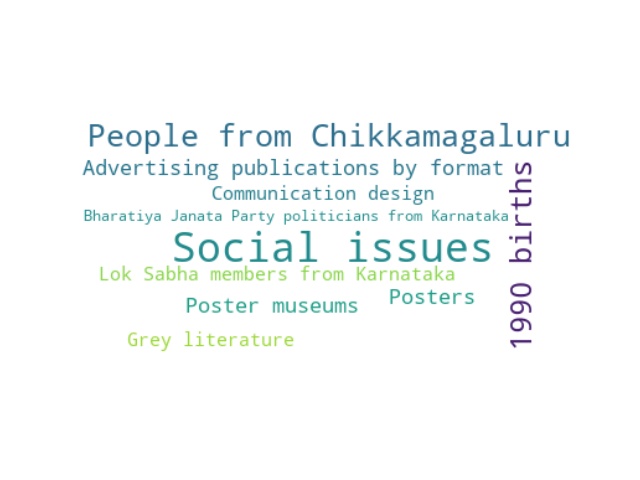 People from Chikkamagaluru
Advertising publications by format
Communication design
Bharatiya Janata Party politicians from Karnataka
Social issues
Lok Sabha members from Karnataka
Posters
Poster museums
Grey literature
1990 births